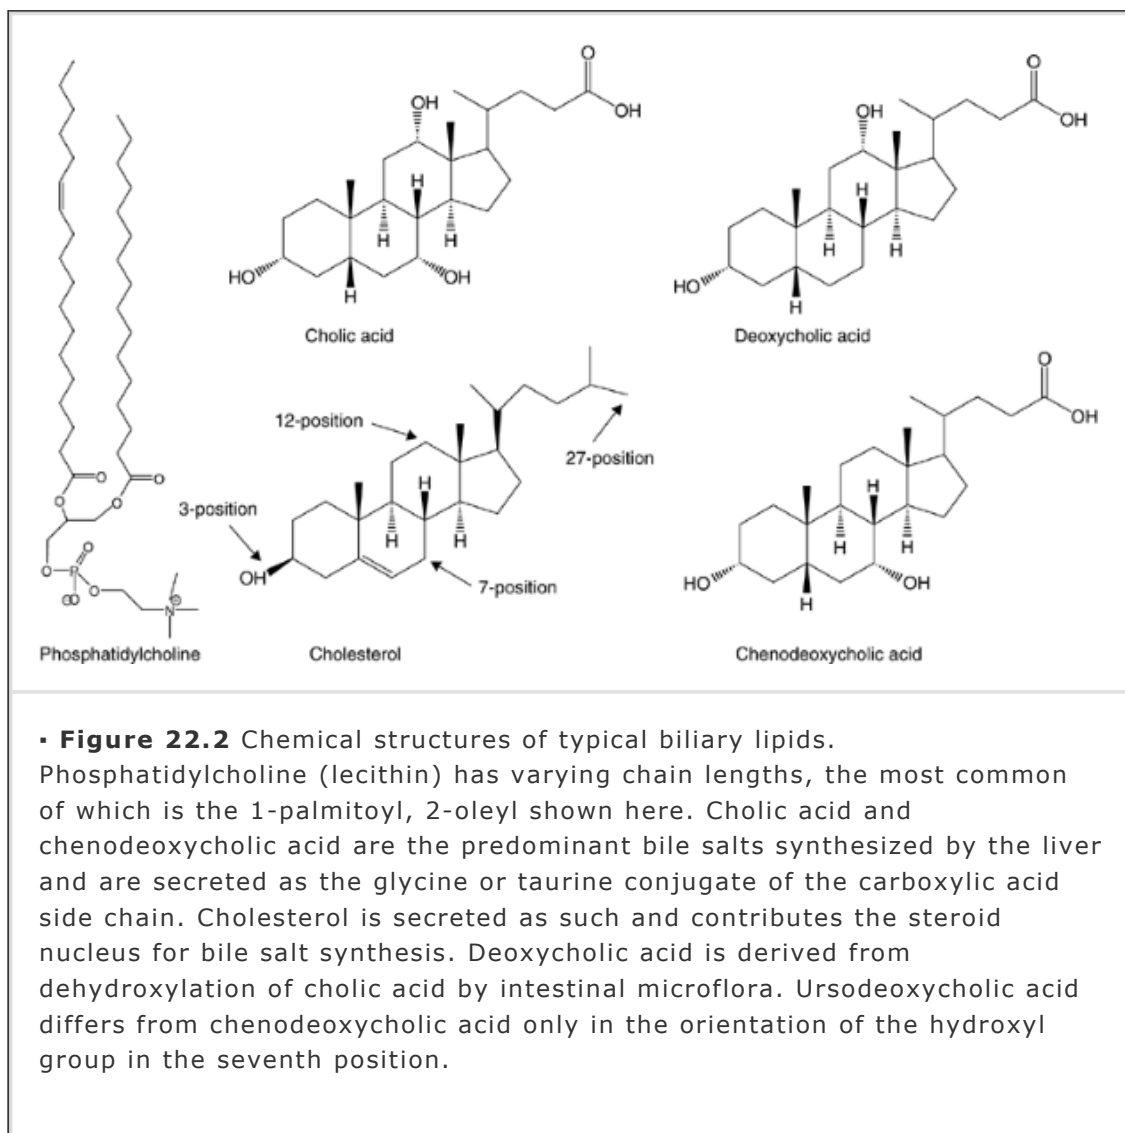 O
OH
OH
H
H
H
HO
OH
H
Cholic acid
O
OH
OH
H
H
H
HO
H
Deoxycholic acid
O
O
O
O
O
P
O
O
O
N
Phosphatidylcholine
12-position
27-position
3-position
H
H
H
OH
7-position
Cholesterol
O
OH
H
H
H
HO
OH
H
Chenodeoxycholic acid
▪ Figure 22.2 Chemical structures of typical biliary lipids.
Phosphatidylcholine (lecithin) has varying chain lengths, the most common
of which is the 1-palmitoyl, 2-oleyl shown here. Cholic acid and
chenodeoxycholic acid are the predominant bile salts synthesized by the liver
and are secreted as the glycine or taurine conjugate of the carboxylic acid
side chain. Cholesterol is secreted as such and contributes the steroid
nucleus for bile salt synthesis. Deoxycholic acid is derived from
dehydroxylation of cholic acid by intestinal microflora. Ursodeoxycholic acid
differs from chenodeoxycholic acid only in the orientation of the hydroxyl
group in the seventh position.